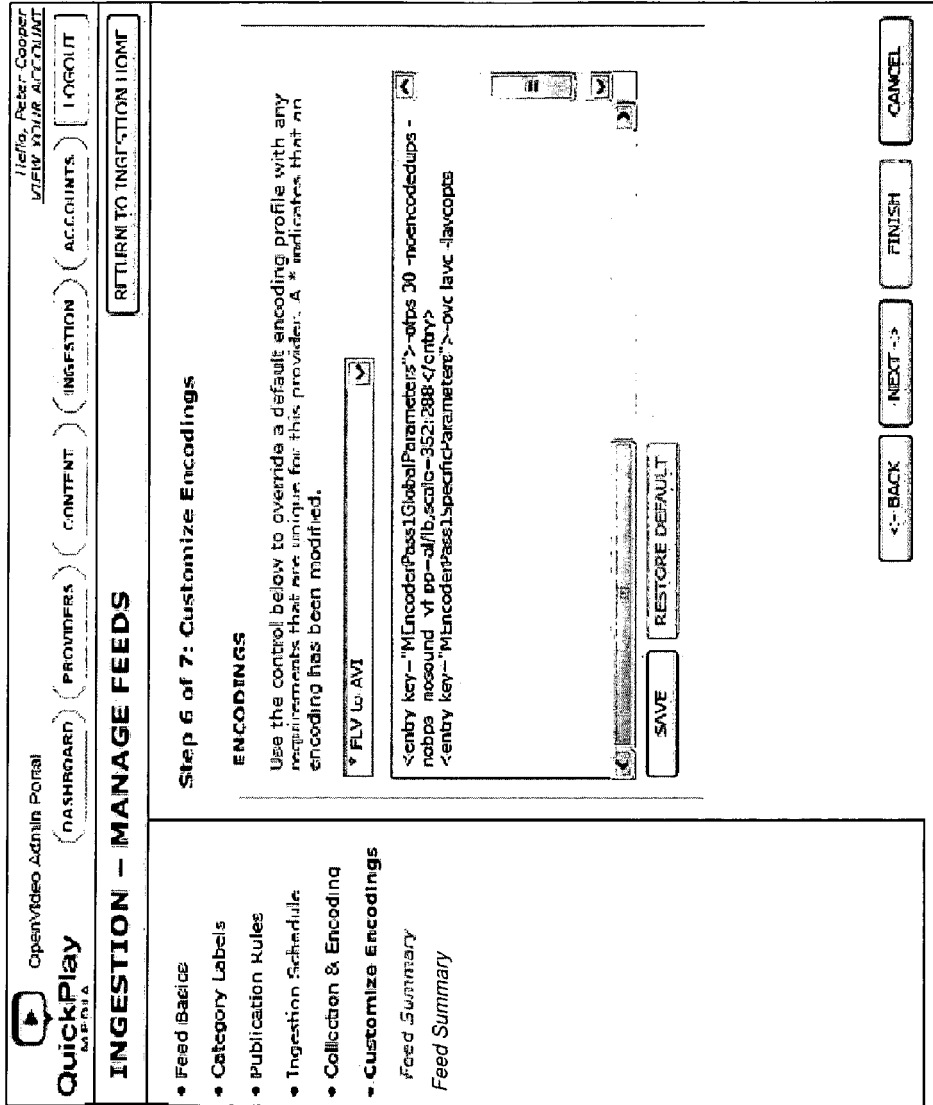 OpenVideo Admin Portal
Hello, Peter Cooper
VIEW YOUR ACCOUNT
QuickPlay
MEDIA
DASHBOARD
PROVIDERS
CONTENT
INGESTION
ACCOUNTS
LOGOUT
INGESTION – MANAGE FEEDS
RETURN TO INGESTION HOME
• Feed Basics
• Category Labels
• Publication Rules
• Ingestion Schedule
• Collection & Encoding
• Customize Encodings
Feed Summary
Feed Summary
Step 6 of 7: Customize Encodings
ENCODINGS
Use the control below to override a default encoding profile with any
requirements that are unique for this provider. A * indicates that an
encoding has been modified.
* FLV to AVI
<entry key="MEncoderPass1GlobalParameters">-ofps 30 -noencodedups -
nobps nosound vf pp=al/lb,scale=352:288</entry>
<entry key="MEncoderPass1SpecificParameters">-ovc lavc -lavcopts
SAVE
RESTORE DEFAULT
<- BACK
NEXT ->
FINISH
CANCEL